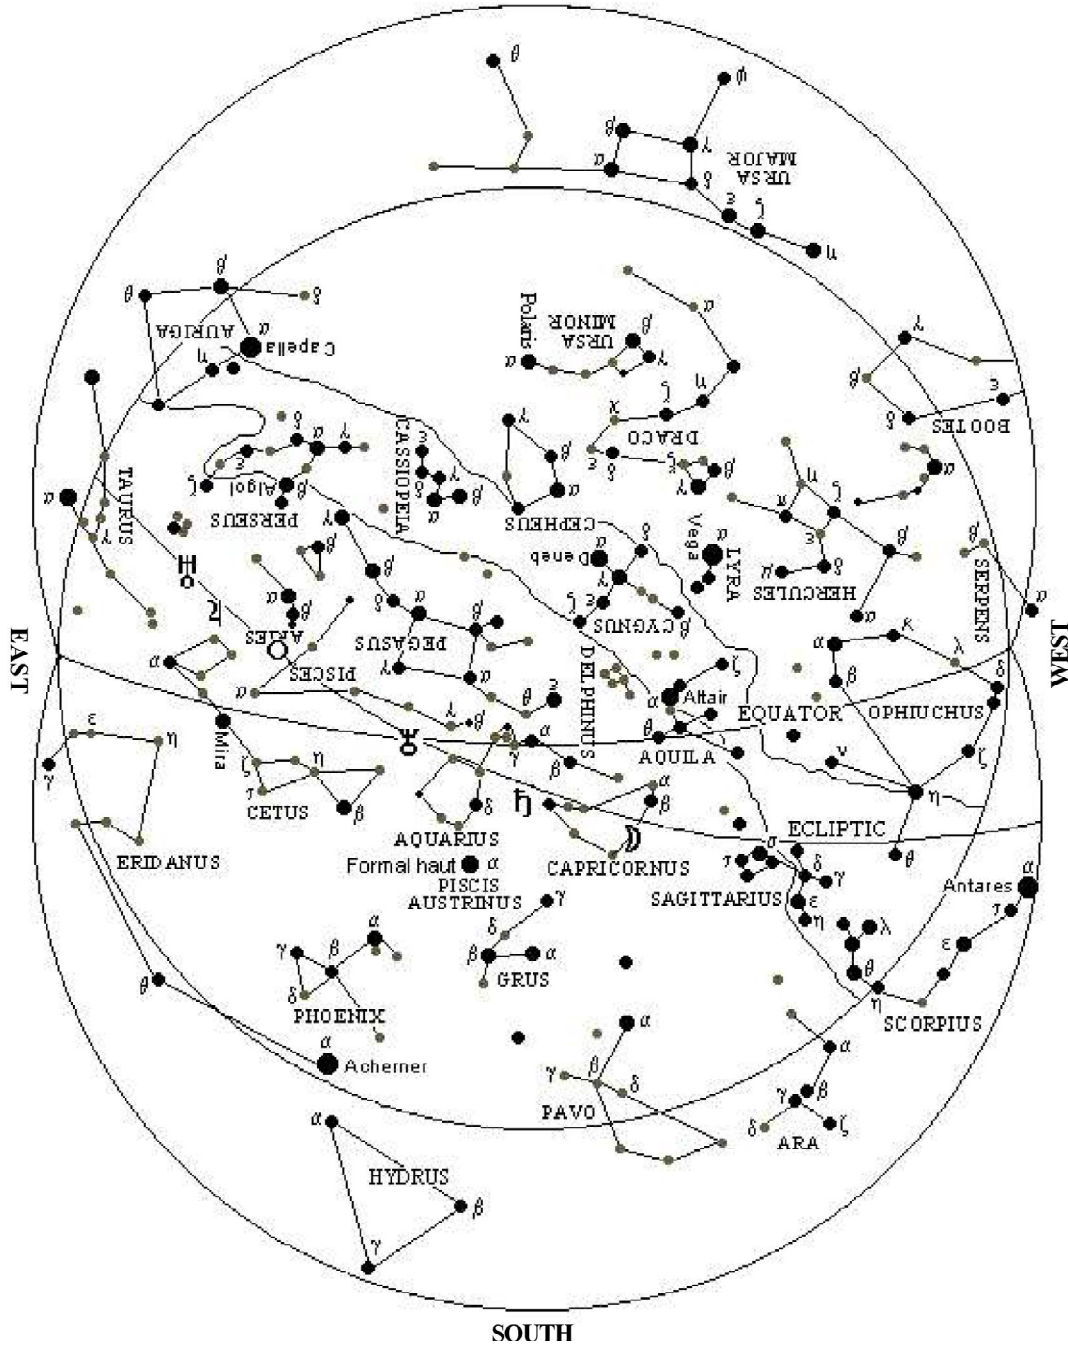 θ
φ
β
γ
α
URSA
MAJOR
δ
ε
ζ
η
θ
β
δ
AURIGA
α
Capella
η
Polaris
α
URSA
MINOR
β
γ
α
η
ζ
χ
DRACO
ε
δ
γ
β
δ
ε
BOOTES
TAURUS
α
γ
δ
α
γ
ε
ζ
Algol
β
PERSEUS
CASSIOPEIA
ε
γ
δ
α
β
γ
β
α
CEPHEUS
ξ
β
γ
η
π
ζ
ε
β
δ
μ
HERCULES
α
α
SERPENS
β
α
γ
β
δ
α
β
PEGASUS
γ
α
θ
ε
Deneb
α
δ
γ
ε
ζ
CYGNUS
β
Vega
α
LYRA
β
α
β
ARIES
PISCES
α
γ
β
DELPHINUS
ζ
α
Altair
θ
AQUILA
EQUATOR
α
β
κ
λ
δ
OPHIUCHUS
ν
ζ
η
θ
EAST
WEST
α
Mira
ε
η
γ
ERIDANUS
ζ
η
τ
β
CETUS
α
β
δ
AQUARIUS
Formal haut
α
PISCIS
AUSTRINUS
α
β
CAPRICORNUS
ECLIPTIC
σ
τ
δ
γ
SAGITTARIUS
ε
η
α
Antares
τ
λ
ε
θ
η
SCORPIUS
γ
δ
β
α
GRUS
α
γ
β
δ
PHOENIX
θ
α
Acherner
α
γ
β
δ
PAVO
α
γ
β
δ
ζ
ARA
α
HYDRUS
β
γ
SOUTH